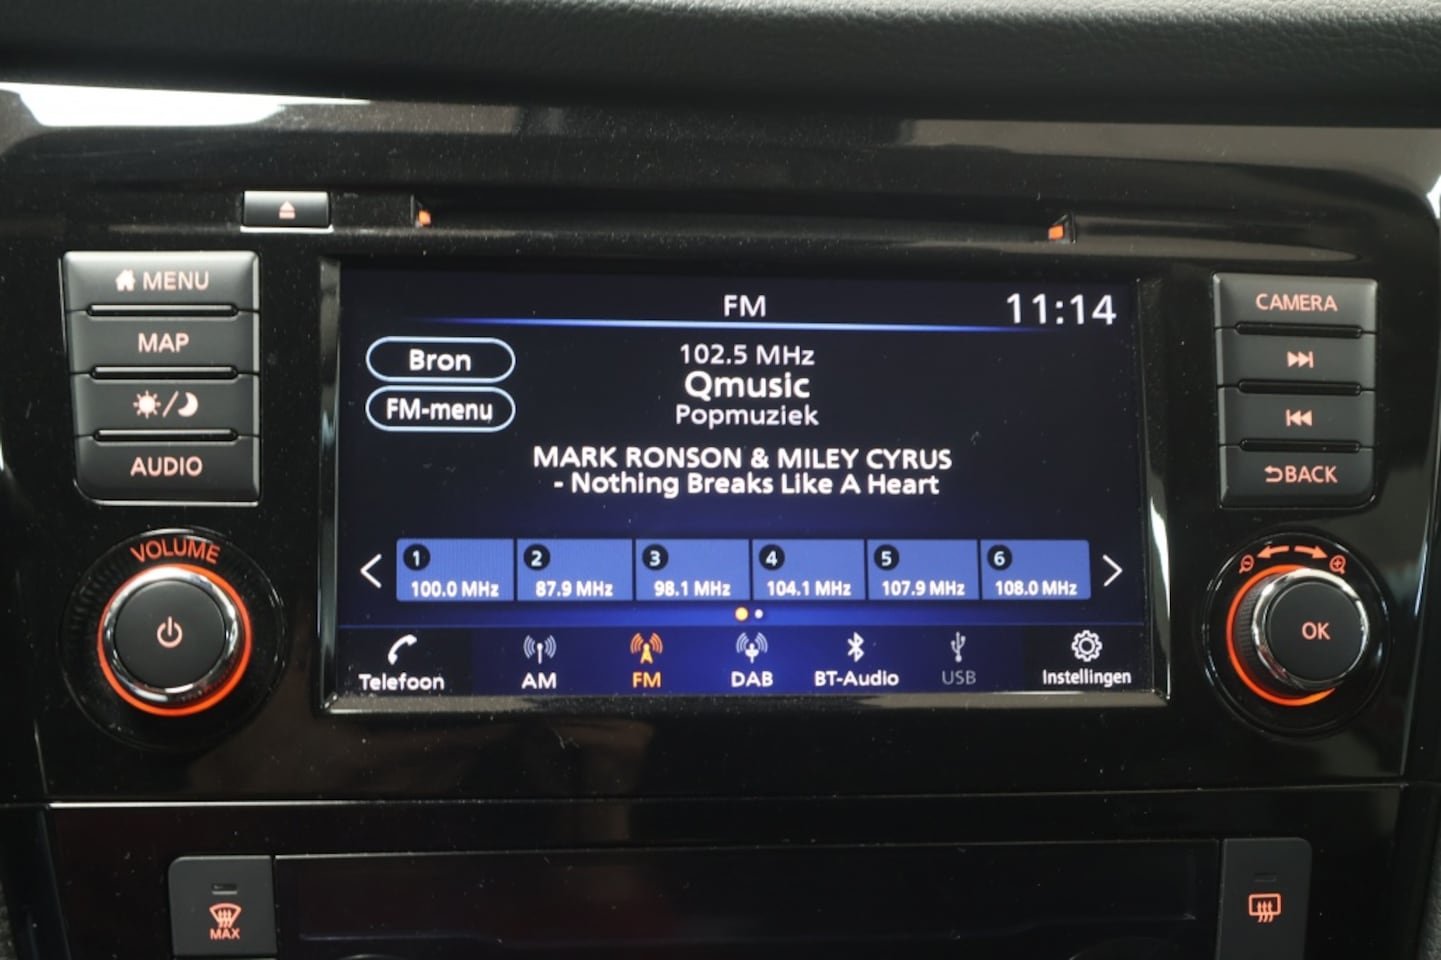 MENU
MAP
AUDIO
VOLUME
FM
11:14
Bron
FM-menu
102.5 MHz
Qmusic
Popmuziek
MARK RONSON & MILEY CYRUS
- Nothing Breaks Like A Heart
1 2 3 4 5 6
100.0 MHz 87.9 MHz 98.1 MHz 104.1 MHz 107.9 MHz 108.0 MHz
Telefoon AM FM DAB BT-Audio USB Instellingen
CAMERA
BACK
OK
MAX